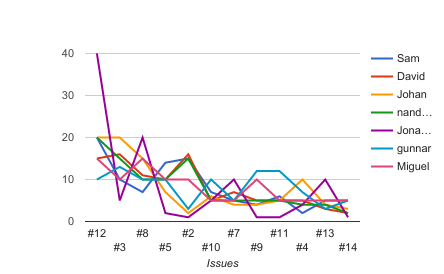 40
30
20
10
0
#12
#8
#2
#7
#11
#13
#3
#5
#10
#9
#4
#14
Issues
Sam
David
Johan
nand…
Jona…
gunnar
Miguel